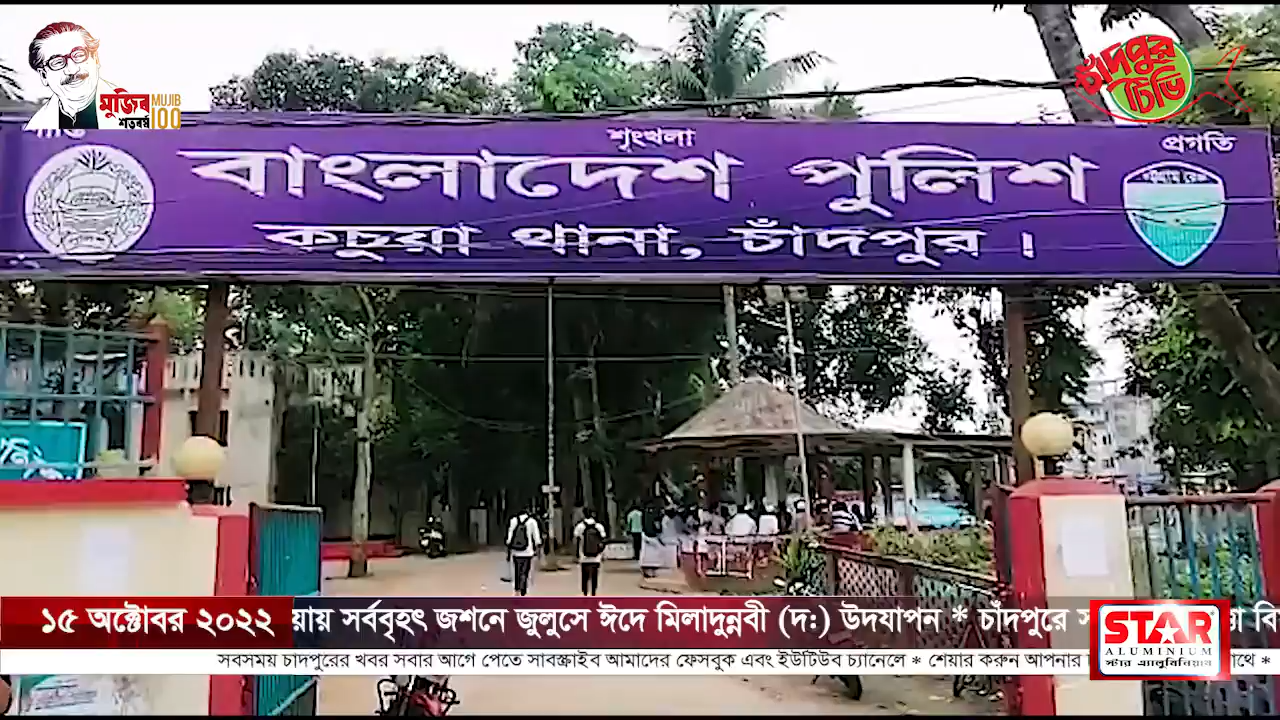 মুজিব MUJIB
শতবর্ষ 100
চাঁদপুর
টিভি
শৃংখলা
প্রগতি
বাংলাদেশ পুলিশ
কচুয়া থানা, চাঁদপুর।
১৫ অক্টোবর ২০২২
য়ায় সর্ববৃহৎ জশনে জুলুসে ঈদে মিলাদুন্নবী (দ:) উদযাপন * চাঁদপুরে
STAR
ALUMINIUM
স্টার এ্যালুমিনিয়াম
সবসময় চাঁদপুরের খবর সবার আগে পেতে সাবস্ক্রাইব আমাদের ফেসবুক এবং ইউটিউব চ্যানেলে * শেয়ার করুন আপনার